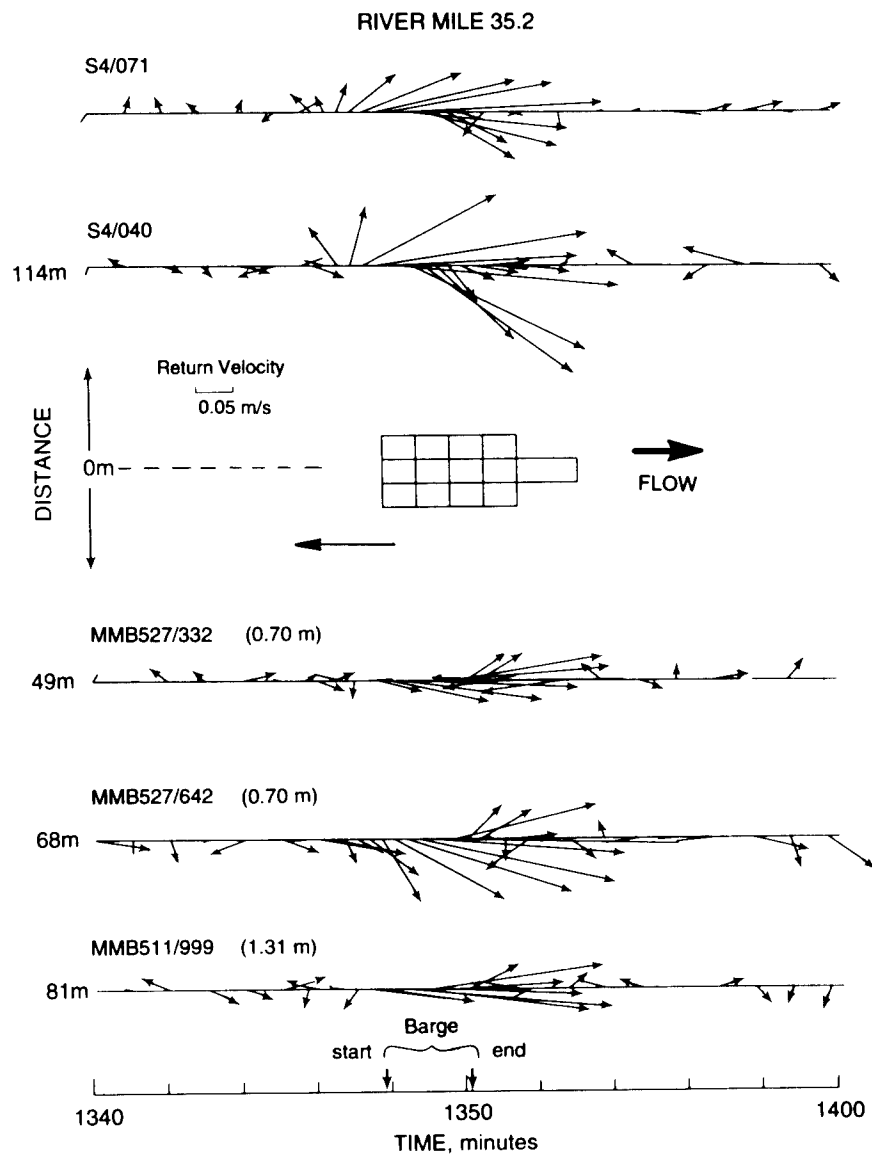 RIVER MILE 35.2
S4/071
S4/040
114m
Return Velocity
0.05 m/s
DISTANCE
0m
FLOW
MMB527/332 (0.70 m)
49m
MMB527/642 (0.70 m)
68m
MMB511/999 (1.31 m)
81m
Barge
start end
1340 1350 1400
TIME, minutes